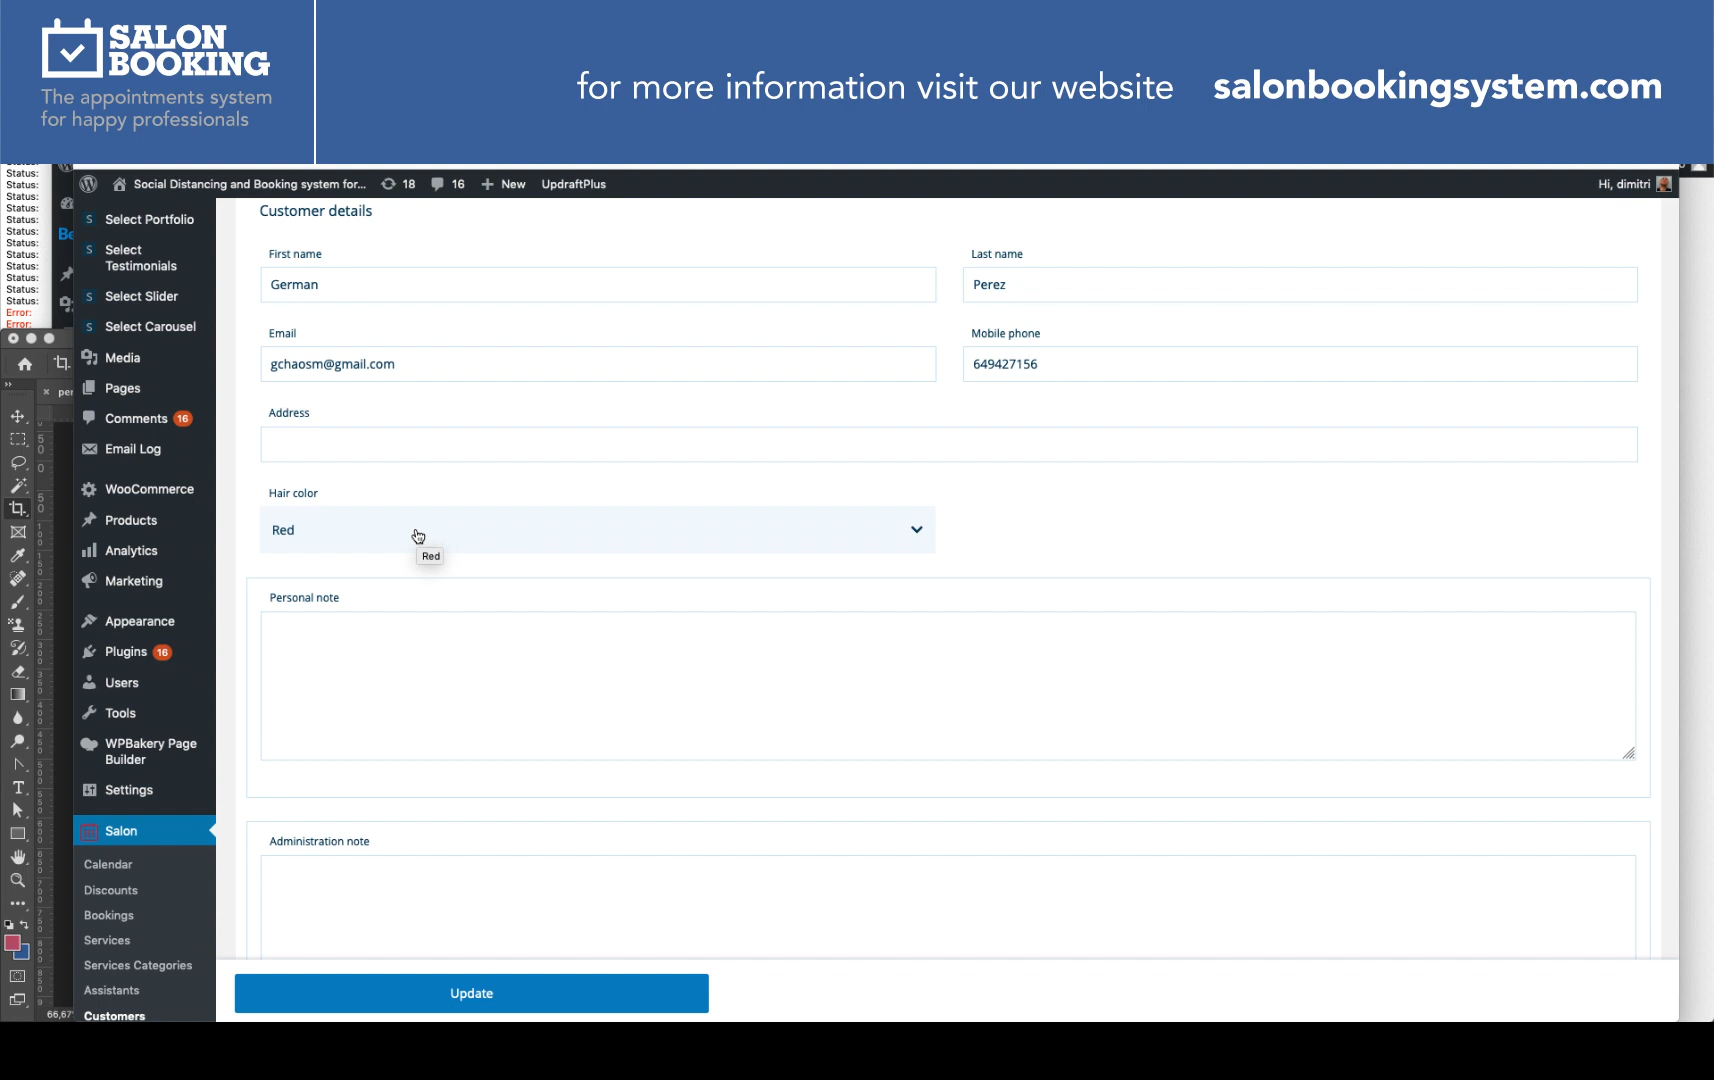 SALON
BOOKING
The appointments system
for happy professionals
for more information visit our website salonbookingsystem.com
Status:
Status:
Status:
Status:
Status:
Status:
Status:
Status:
Status:
Status:
Status:
Status:
Error:
Error:
Social Distancing and Booking system for... 18 16 New UpdraftPlus
Hi, dimitri
S Select Portfolio
S Select
Testimonials
S Select Slider
S Select Carousel
Media
Pages
Comments 16
Email Log
WooCommerce
Products
Analytics
Marketing
Appearance
Plugins 16
Users
Tools
WPBakery Page
Builder
Settings
Salon
Calendar
Discounts
Bookings
Services
Services Categories
Assistants
Customers
Customer details
First name
German
Last name
Perez
Email
gchaosm@gmail.com
Mobile phone
649427156
Address
Hair color
Red
Red
Personal note
Administration note
Update